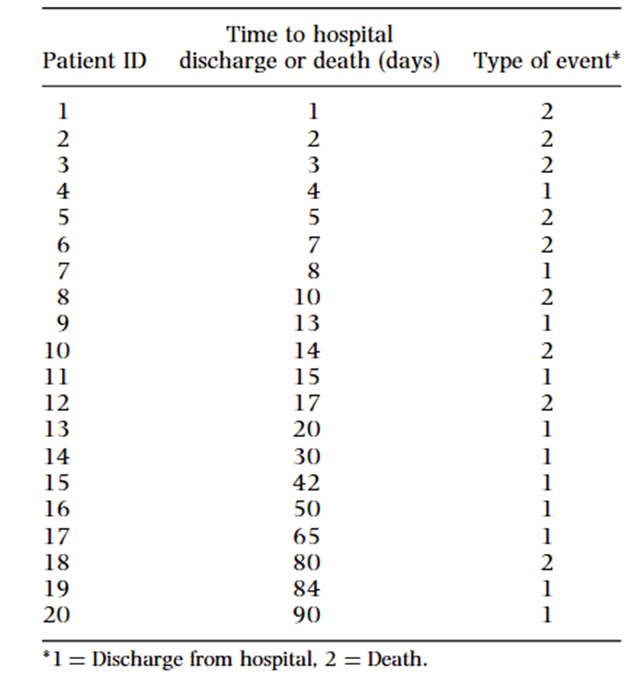 Time to hospital
Patient ID discharge or death (days) Type of event*
1 1 2
2 2 2
3 3 2
4 4 1
5 5 2
6 7 2
7 8 1
8 10 2
9 13 1
10 14 2
11 15 1
12 17 2
13 20 1
14 30 1
15 42 1
16 50 1
17 65 1
18 80 2
19 84 1
20 90 1
*1 = Discharge from hospital, 2 = Death.